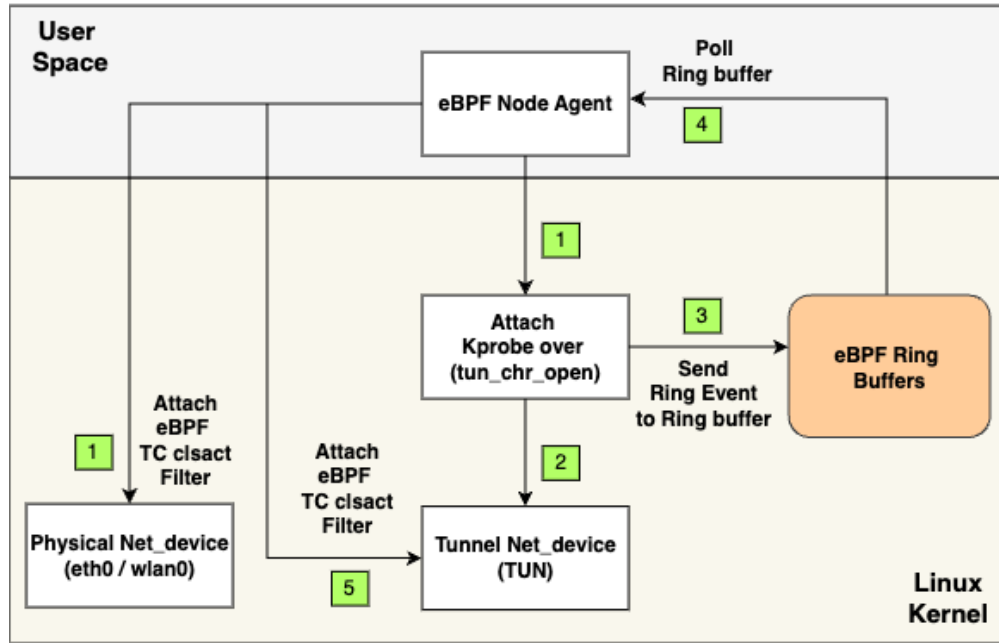 User
Space
eBPF Node Agent
Poll
Ring buffer
4
1
Attach
Kprobe over
(tun_chr_open)
3
Send
Ring Event
to Ring buffer
eBPF Ring
Buffers
Attach
eBPF
TC clsact
Filter
1
Attach
eBPF
TC clsact
Filter
2
Physical Net_device
(eth0 / wlan0)
5
Tunnel Net_device
(TUN)
Linux
Kernel